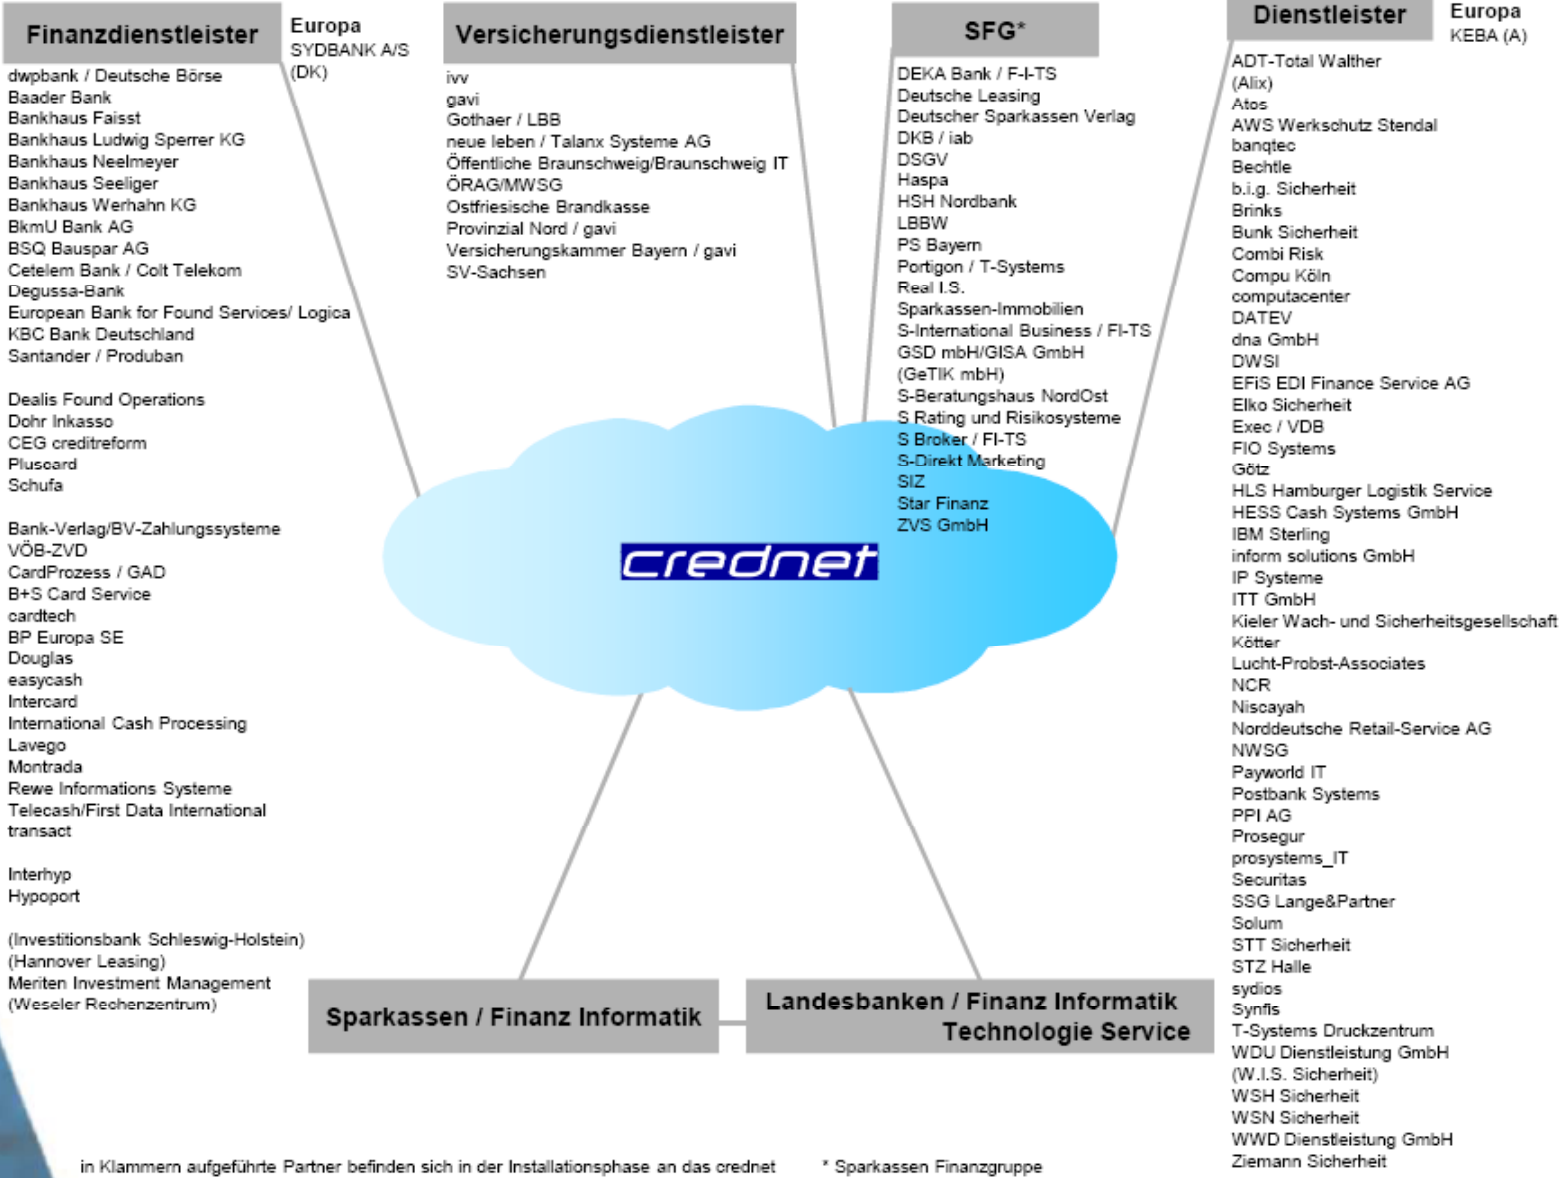 Finanzdienstleister
Europa
SYDBANK A/S
(DK)
dwpbank / Deutsche Börse
Baader Bank
Bankhaus Faisst
Bankhaus Ludwig Sperrer KG
Bankhaus Neelmeyer
Bankhaus Seeliger
Bankhaus Werhahn KG
BkmU Bank AG
BSQ Bauspar AG
Cetelem Bank / Colt Telekom
Degussa-Bank
European Bank for Found Services/ Logica
KBC Bank Deutschland
Santander / Produban
Dealis Found Operations
Dohr Inkasso
CEG creditreform
Pluscard
Schufa
Bank-Verlag/BV-Zahlungssysteme
VÖB-ZVD
CardProzess / GAD
B+S Card Service
cardtech
BP Europa SE
Douglas
easycash
Intercard
International Cash Processing
Lavego
Montrada
Rewe Informations Systeme
Telecash/First Data International
transact
Interhyp
Hypoport
(Investitionsbank Schleswig-Holstein)
(Hannover Leasing)
Meriten Investment Management
(Weseler Rechenzentrum)
Versicherungsdienstleister
ivv
gavi
Gothaer / LBB
neue leben / Talanx Systeme AG
Öffentliche Braunschweig/Braunschweig IT
ÖRAG/MWSG
Ostfriesische Brandkasse
Provinzial Nord / gavi
Versicherungskammer Bayern / gavi
SV-Sachsen
SFG*
DEKA Bank / F-I-TS
Deutsche Leasing
Deutscher Sparkassen Verlag
DKB / iab
DSGV
Haspa
HSH Nordbank
LBBW
PS Bayern
Portigon / T-Systems
Real I.S.
Sparkassen-Immobilien
S-International Business / FI-TS
GSD mbH/GISA GmbH
(GeTIK mbH)
S-Beratungshaus NordOst
S Rating und Risikosysteme
S Broker / FI-TS
S-Direkt Marketing
SIZ
Star Finanz
ZVS GmbH
Dienstleister
Europa
KEBA (A)
ADT-Total Walther
(Alix)
Atos
AWS Werkschutz Stendal
banqtec
Bechtle
b.i.g. Sicherheit
Brinks
Bunk Sicherheit
Combi Risk
Compu Köln
computacenter
DATEV
dna GmbH
DWSI
EFiS EDI Finance Service AG
Elko Sicherheit
Exec / VDB
FIO Systems
Götz
HLS Hamburger Logistik Service
HESS Cash Systems GmbH
IBM Sterling
inform solutions GmbH
IP Systeme
ITT GmbH
Kieler Wach- und Sicherheitsgesellschaft
Kötter
Lucht-Probst-Associates
NCR
Niscayah
Norddeutsche Retail-Service AG
NWSG
Payworld IT
Postbank Systems
PPI AG
Prosegur
prosystems_IT
Securitas
SSG Lange&Partner
Solum
STT Sicherheit
STZ Halle
sydios
Synfis
T-Systems Druckzentrum
WDU Dienstleistung GmbH
(W.I.S. Sicherheit)
WSH Sicherheit
WSN Sicherheit
WWD Dienstleistung GmbH
Ziemann Sicherheit
crednet
Sparkassen / Finanz Informatik
Landesbanken / Finanz Informatik
Technologie Service
in Klammern aufgeführte Partner befinden sich in der Installationsphase an das crednet
* Sparkassen Finanzgruppe